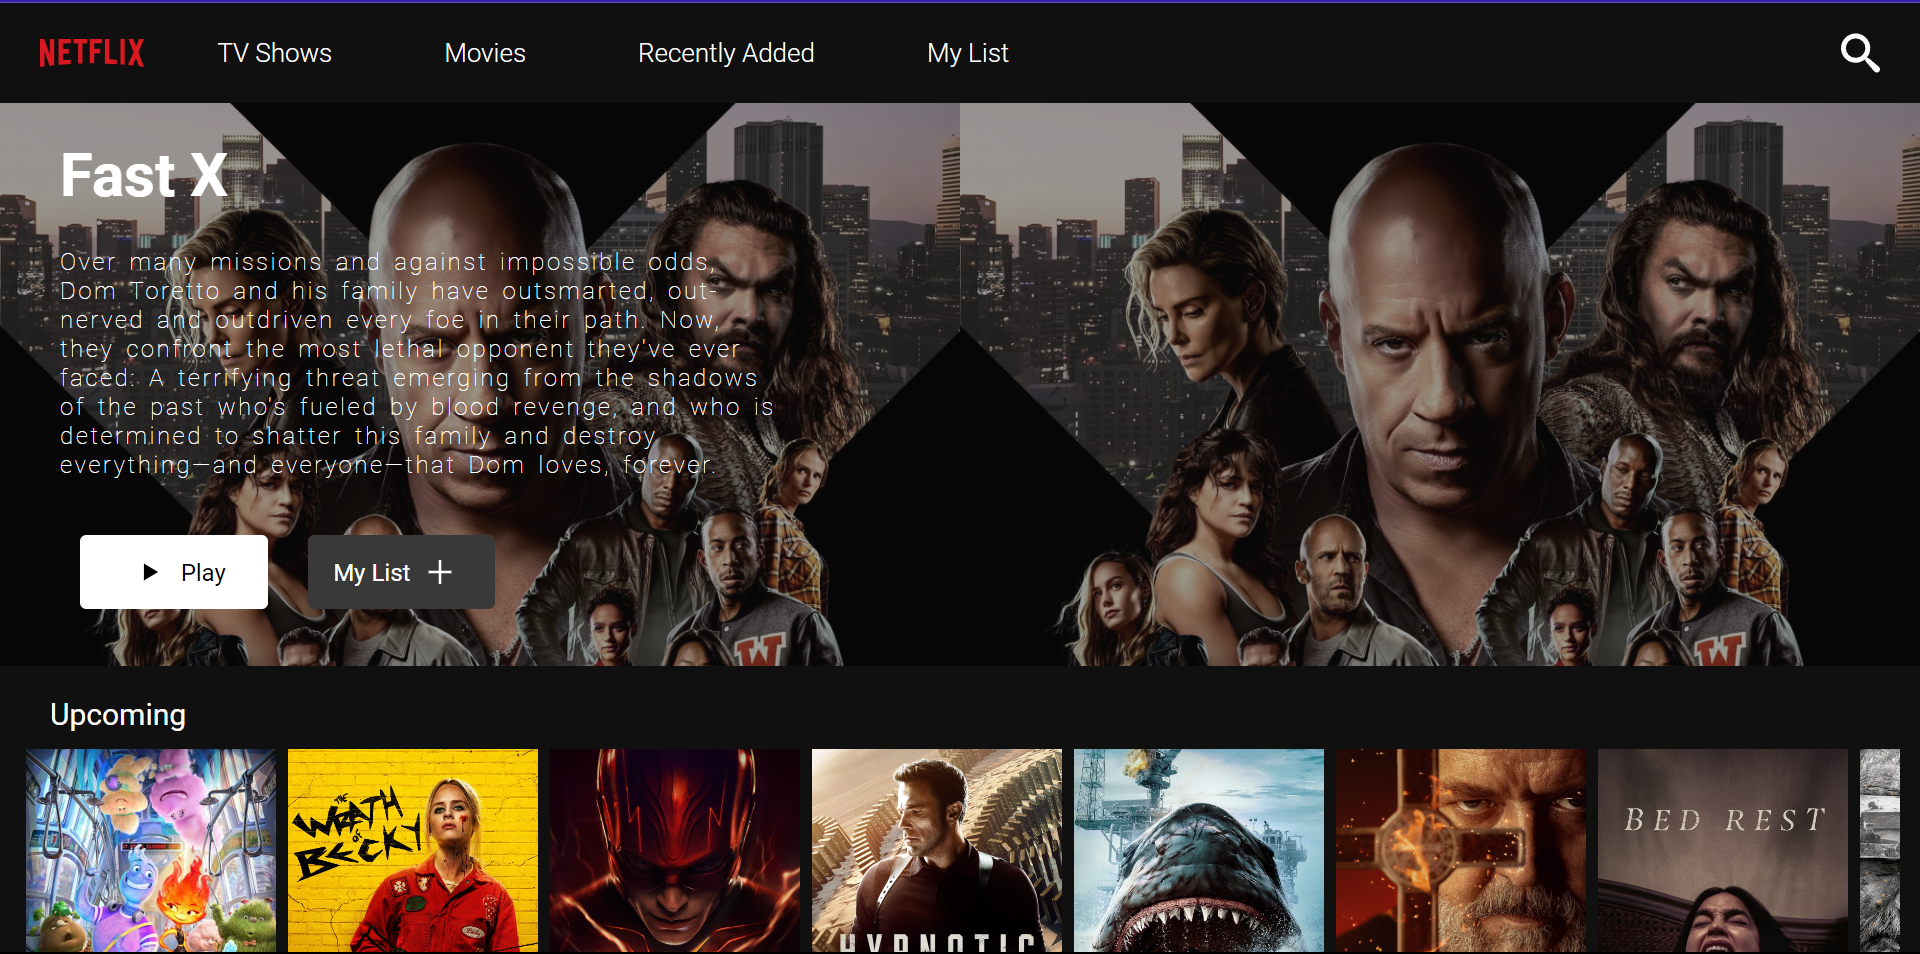 NETFLIX
TV Shows
Movies
Recently Added
My List
Fast X
Over many missions and against impossible odds,
Dom Toretto and his family have outsmarted, out-
nerved and outdriven every foe in their path. Now,
they confront the most lethal opponent they've ever
faced: A terrifying threat emerging from the shadows
of the past who's fueled by blood revenge, and who is
determined to shatter this family and destroy
everything—and everyone—that Dom loves, forever.
Play
My List
W
W
Upcoming
THE
WRATH
OF
BECKY
HYPNOTIC
BED REST